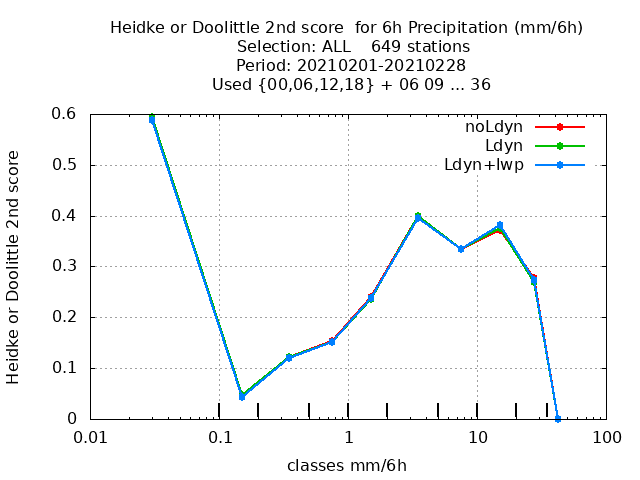 Heidke or Doolittle 2nd score  for 6h Precipitation (mm/6h)
Selection: ALL    649 stations
Period: 20210201-20210228
Used {00,06,12,18} + 06 09 ... 36
noLdyn
Ldyn
Ldyn+lwp
Heidke or Doolittle 2nd score
0.6
0.5
0.4
0.3
0.2
0.1
0
0.01 0.1 1 10 100
classes mm/6h